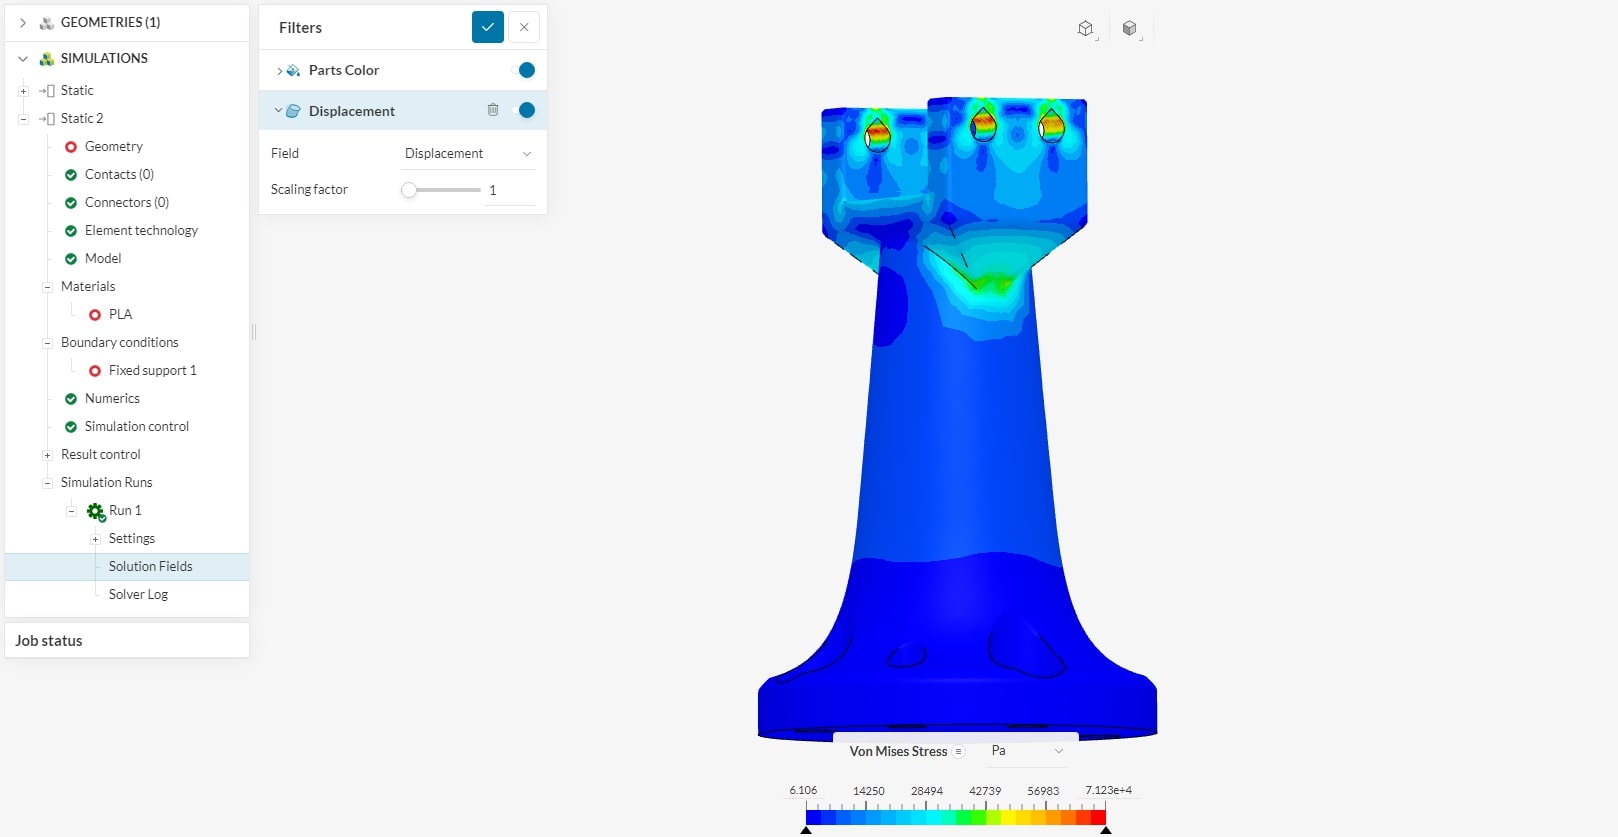 GEOMETRIES (1)
SIMULATIONS
Static
Static 2
Geometry
Contacts (0)
Connectors (0)
Element technology
Model
Materials
PLA
Boundary conditions
Fixed support 1
Numerics
Simulation control
Result control
Simulation Runs
Run 1
Settings
Solution Fields
Solver Log
Job status
Filters
Parts Color
Displacement
Field Displacement
Scaling factor 1
Von Mises Stress Pa
6.106 14250 28494 42739 56983 7.123e+4